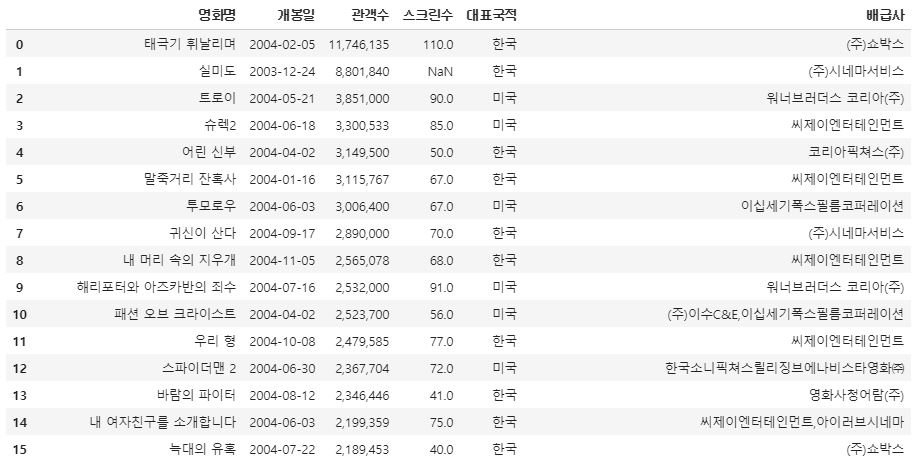 영화명 개봉일 관객수 스크린수 대표국적 배급사
0 태극기 휘날리며 2004-02-05 11,746,135 110.0 한국 (주)쇼박스
1 실미도 2003-12-24 8,801,840 NaN 한국 (주)시네마서비스
2 트로이 2004-05-21 3,851,000 90.0 미국 워너브러더스 코리아(주)
3 슈렉2 2004-06-18 3,300,533 85.0 미국 씨제이엔터테인먼트
4 어린 신부 2004-04-02 3,149,500 50.0 한국 코리아픽쳐스(주)
5 말죽거리 잔혹사 2004-01-16 3,115,767 67.0 한국 씨제이엔터테인먼트
6 투모로우 2004-06-03 3,006,400 67.0 미국 이십세기폭스필름코퍼레이션
7 귀신이 산다 2004-09-17 2,890,000 70.0 한국 (주)시네마서비스
8 내 머리 속의 지우개 2004-11-05 2,565,078 68.0 한국 씨제이엔터테인먼트
9 해리포터와 아즈카반의 죄수 2004-07-16 2,532,000 91.0 미국 워너브러더스 코리아(주)
10 패션 오브 크라이스트 2004-04-02 2,523,700 56.0 미국 (주)이수C&E,이십세기폭스필름코퍼레이션
11 우리 형 2004-10-08 2,479,585 77.0 한국 씨제이엔터테인먼트
12 스파이더맨 2 2004-06-30 2,367,704 72.0 미국 한국소니픽쳐스릴리징브에나비스타영화㈜
13 바람의 파이터 2004-08-12 2,346,446 41.0 한국 영화사청어람(주)
14 내 여자친구를 소개합니다 2004-06-03 2,199,359 75.0 한국 씨제이엔터테인먼트,아이러브시네마
15 늑대의 유혹 2004-07-22 2,189,453 40.0 한국 (주)쇼박스